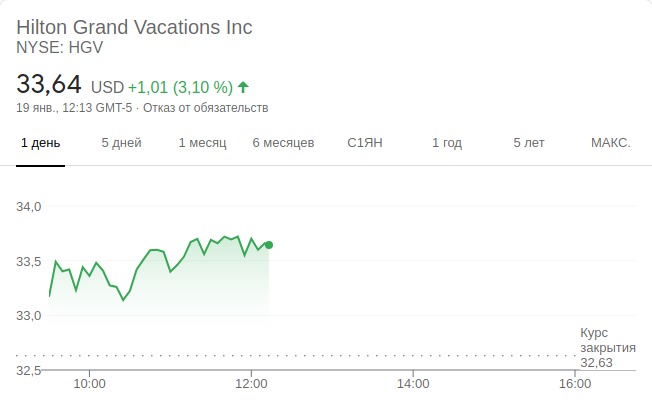 Hilton Grand Vacations Inc
NYSE: HGV
33,64 USD +1,01 (3,10 %)
19 янв., 12:13 GMT-5 · Отказ от обязательств
1 день 5 дней 1 месяц 6 месяцев С1ЯН 1 год 5 лет МАКС.
34,0
33,5
33,0
Курс
закрытия
32,63
32,5
10:00 12:00 14:00 16:00